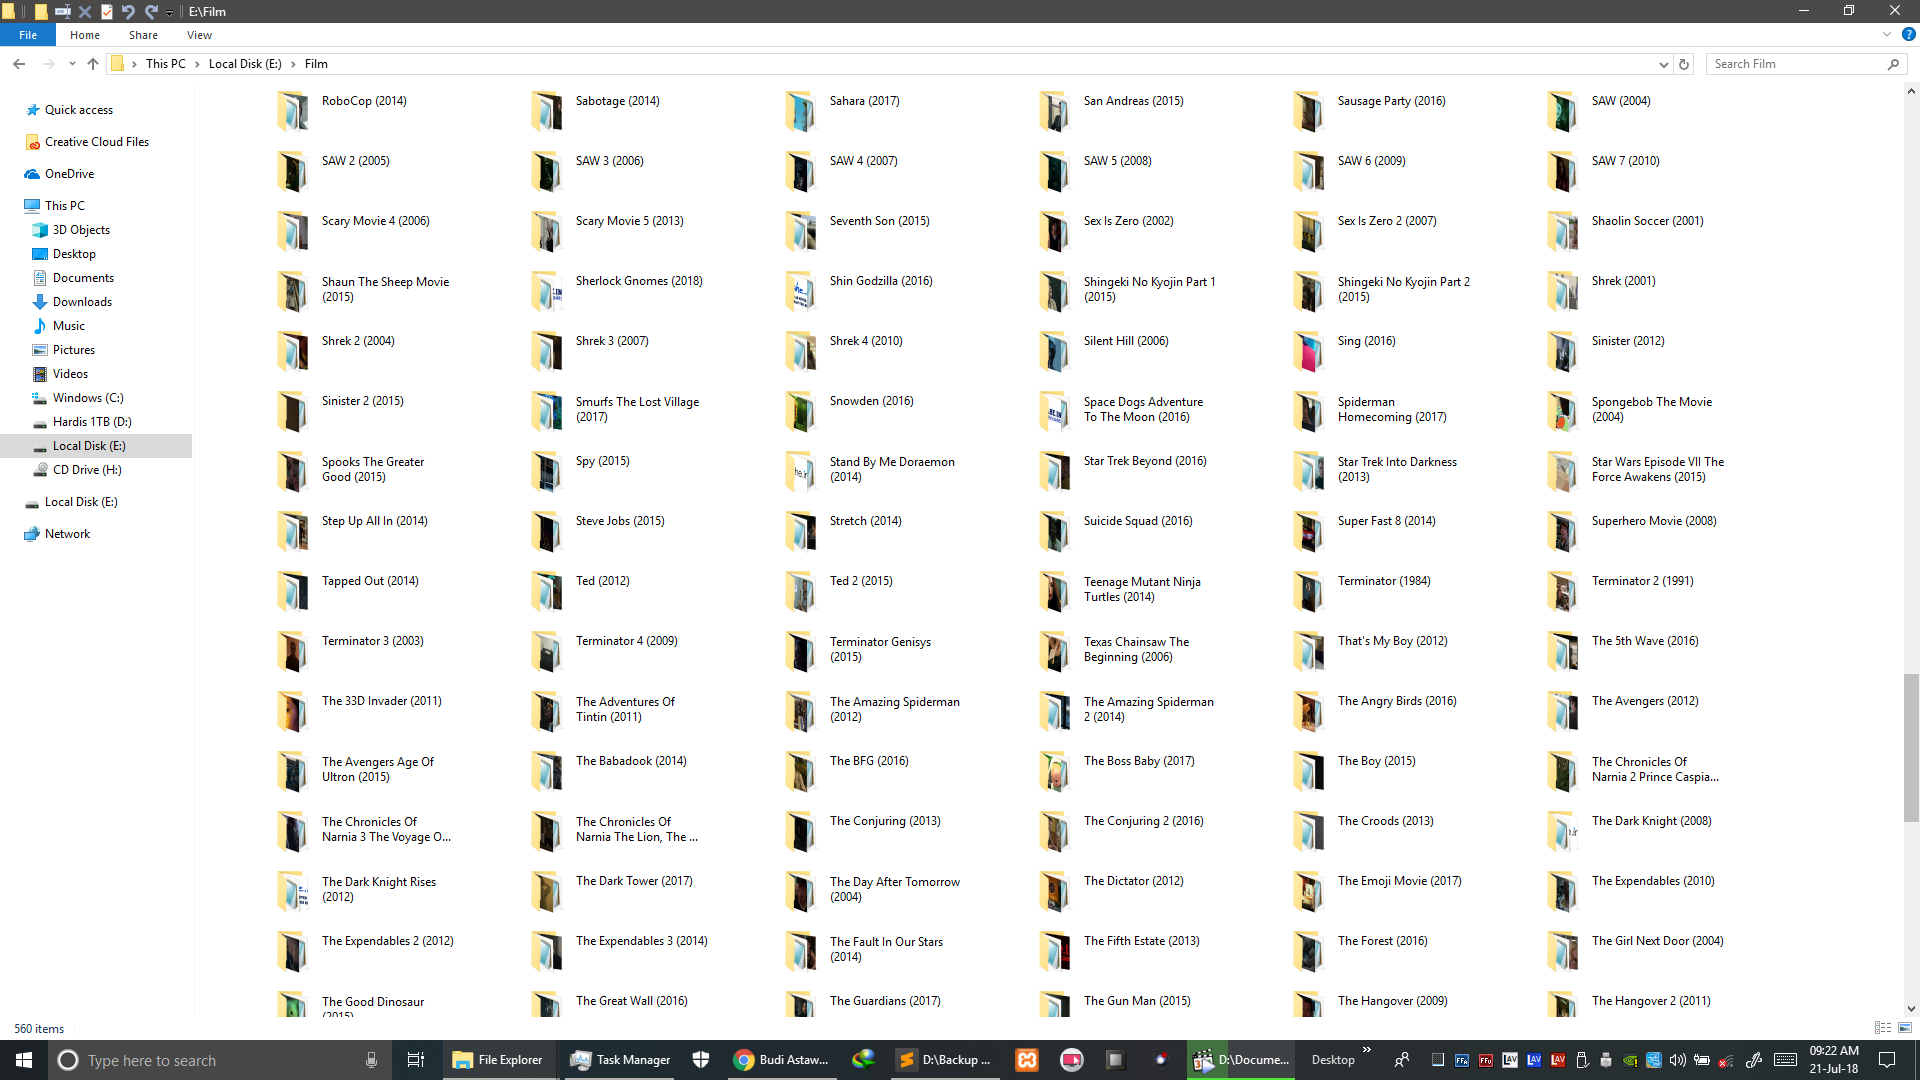 E:\Film
File Home Share View
This PC Local Disk (E:) Film
Search Film
Quick access
Creative Cloud Files
OneDrive
This PC
3D Objects
Desktop
Documents
Downloads
Music
Pictures
Videos
Windows (C:)
Hardis 1TB (D:)
Local Disk (E:)
CD Drive (H:)
Local Disk (E:)
Network
RoboCop (2014) Sabotage (2014) Sahara (2017) San Andreas (2015) Sausage Party (2016) SAW (2004)
SAW 2 (2005) SAW 3 (2006) SAW 4 (2007) SAW 5 (2008) SAW 6 (2009) SAW 7 (2010)
Scary Movie 4 (2006) Scary Movie 5 (2013) Seventh Son (2015) Sex Is Zero (2002) Sex Is Zero 2 (2007) Shaolin Soccer (2001)
Shaun The Sheep Movie Sherlock Gnomes (2018) Shin Godzilla (2016) Shingeki No Kyojin Part 1 Shingeki No Kyojin Part 2 Shrek (2001)
(2015) (2015) (2015)
Shrek 2 (2004) Shrek 3 (2007) Shrek 4 (2010) Silent Hill (2006) Sing (2016) Sinister (2012)
Sinister 2 (2015) Smurfs The Lost Village Snowden (2016) Space Dogs Adventure Spiderman Spongebob The Movie
(2017) To The Moon (2016) Homecoming (2017) (2004)
Spooks The Greater Spy (2015) Stand By Me Doraemon Star Trek Beyond (2016) Star Trek Into Darkness Star Wars Episode VII The
Good (2015) (2014) (2013) Force Awakens (2015)
Step Up All In (2014) Steve Jobs (2015) Stretch (2014) Suicide Squad (2016) Super Fast 8 (2014) Superhero Movie (2008)
Tapped Out (2014) Ted (2012) Ted 2 (2015) Teenage Mutant Ninja Terminator (1984) Terminator 2 (1991)
Turtles (2014)
Terminator 3 (2003) Terminator 4 (2009) Terminator Genisys Texas Chainsaw The That's My Boy (2012) The 5th Wave (2016)
(2015) Beginning (2006)
The 33D Invader (2011) The Adventures Of The Amazing Spiderman The Amazing Spiderman The Angry Birds (2016) The Avengers (2012)
Tintin (2011) (2012) 2 (2014)
The Avengers Age Of The Babadook (2014) The BFG (2016) The Boss Baby (2017) The Boy (2015) The Chronicles Of
Ultron (2015) Narnia 2 Prince Caspia...
The Chronicles Of The Chronicles Of The Conjuring (2013) The Conjuring 2 (2016) The Croods (2013) The Dark Knight (2008)
Narnia 3 The Voyage O... Narnia The Lion, The ...
The Dark Knight Rises The Dark Tower (2017) The Day After Tomorrow The Dictator (2012) The Emoji Movie (2017) The Expendables (2010)
(2012) (2004)
The Expendables 2 (2012) The Expendables 3 (2014) The Fault In Our Stars The Fifth Estate (2013) The Forest (2016) The Girl Next Door (2004)
(2014)
The Good Dinosaur The Great Wall (2016) The Guardians (2017) The Gun Man (2015) The Hangover (2009) The Hangover 2 (2011)
(2015)
560 items
Type here to search File Explorer Task Manager Budi Astaw... D:\Backup ... D:\Docume... Desktop 09:22 AM
21-Jul-18